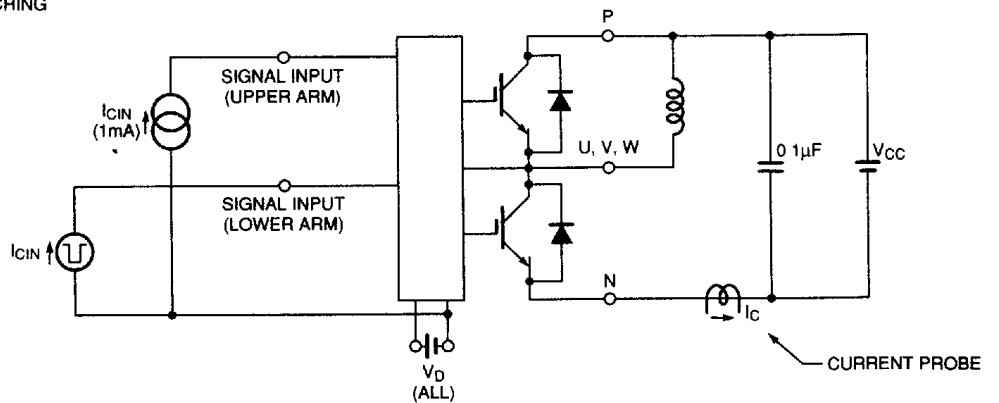 P
SIGNAL INPUT
(UPPER ARM)
ICIN
(1mA)
U, V, W
0 1µF
VCC
SIGNAL INPUT
(LOWER ARM)
ICIN
N
IC
VD
(ALL)
CURRENT PROBE